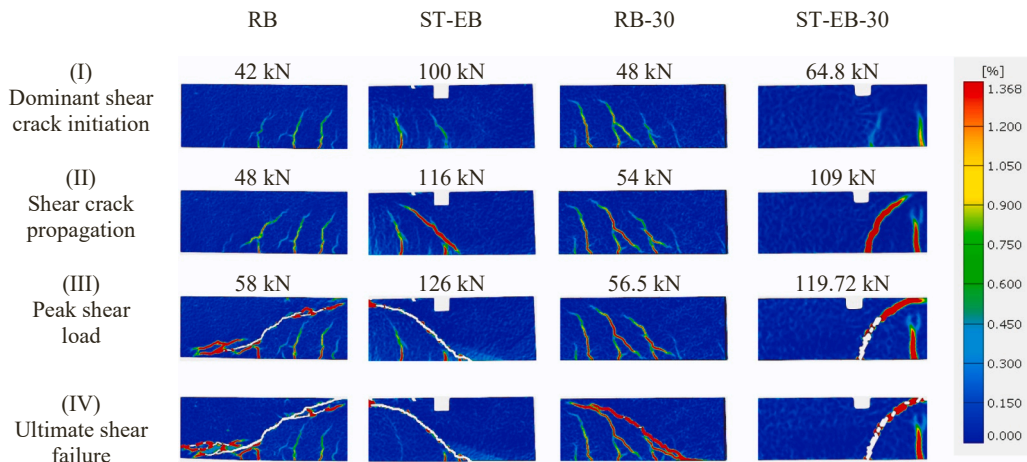 RB ST-EB RB-30 ST-EB-30
(I)
Dominant shear
crack initiation
42 kN 100 kN 48 kN 64.8 kN
(II)
Shear crack
propagation
48 kN 116 kN 54 kN 109 kN
(III)
Peak shear
load
58 kN 126 kN 56.5 kN 119.72 kN
(IV)
Ultimate shear
failure
[%]
1.368
1.200
1.050
0.900
0.750
0.600
0.450
0.300
0.150
0.000